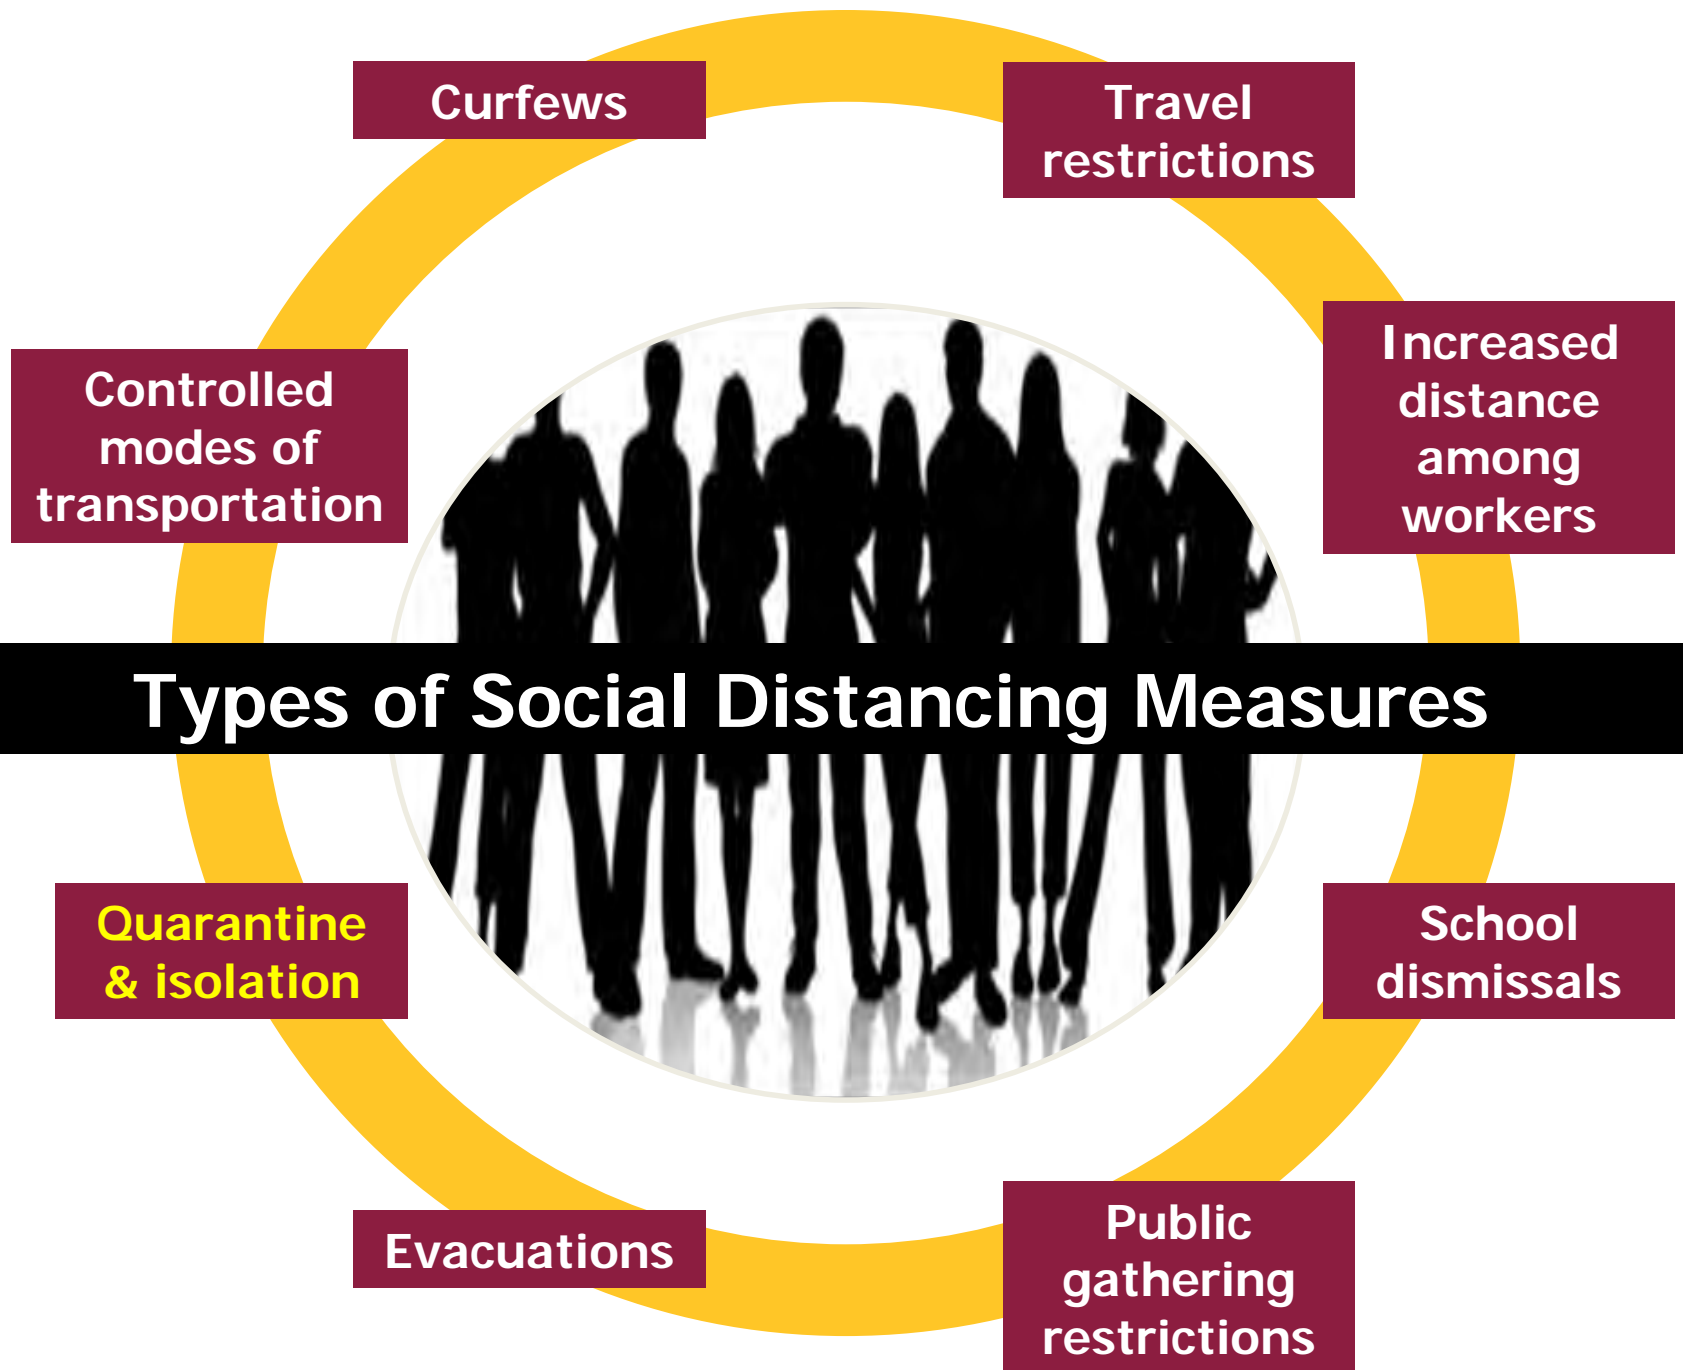 Curfews
Travel
restrictions
Increased
distance
among
workers
Controlled
modes of
transportation
Types of Social Distancing Measures
Quarantine
& isolation
School
dismissals
Evacuations
Public
gathering
restrictions